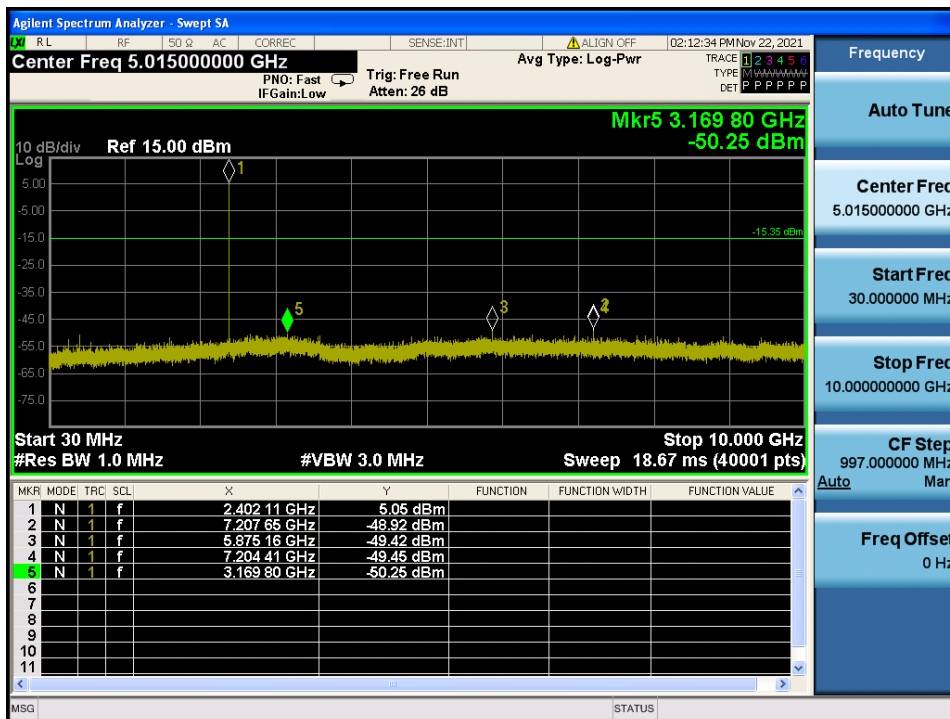 Agilent Spectrum Analyzer - Swept SA
LXI RL RF 50 Ω AC CORREC SENSE:INT ALIGN OFF 02:12:34 PM Nov 22, 2021
Center Freq 5.015000000 GHz
PNO: Fast
IFGain:Low
Trig: Free Run
Atten: 26 dB
Avg Type: Log-Pwr
TRACE 1 2 3 4 5 6
TYPE MWWWWW
DET P P P P P P
Mkr5 3.169 80 GHz
-50.25 dBm
10 dB/div Ref 15.00 dBm
Log
5.00
-5.00
-15.0
-25.0
-35.0
-45.0
-55.0
-65.0
-75.0
1
-15.35 dBm
5
3
Start 30 MHz
Stop 10.000 GHz
#Res BW 1.0 MHz
#VBW 3.0 MHz
Sweep 18.67 ms (40001 pts)
MKR MODE TRC SCL X Y FUNCTION FUNCTION WIDTH FUNCTION VALUE
1 N 1 f 2.402 11 GHz 5.05 dBm
2 N 1 f 7.207 65 GHz -48.92 dBm
3 N 1 f 5.875 16 GHz -49.42 dBm
4 N 1 f 7.204 41 GHz -49.45 dBm
5 N 1 f 3.169 80 GHz -50.25 dBm
6
7
8
9
10
11
MSG
STATUS
Frequency
Auto Tune
Center Freq
5.015000000 GHz
Start Freq
30.000000 MHz
Stop Freq
10.000000000 GHz
CF Step
997.000000 MHz
Auto Man
Freq Offset
0 Hz